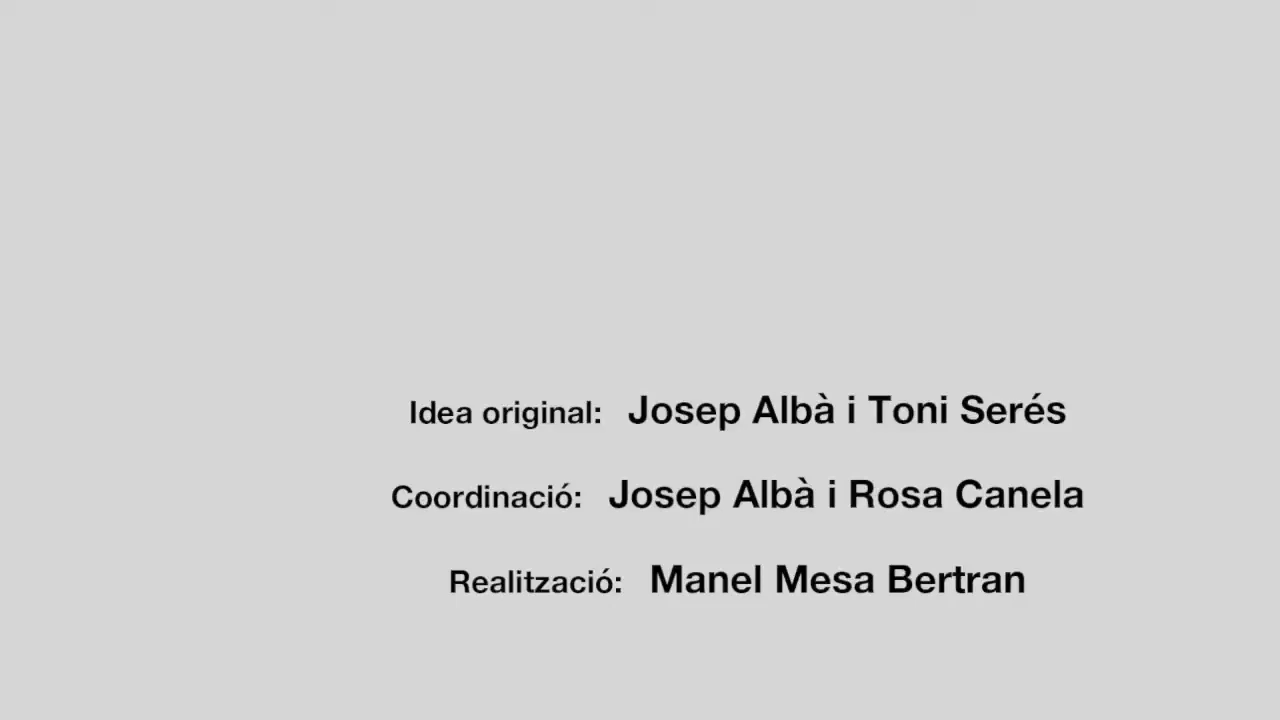 Idea original: Josep Albà i Toni Serés
Coordinació: Josep Albà i Rosa Canela
Realització: Manel Mesa Bertran